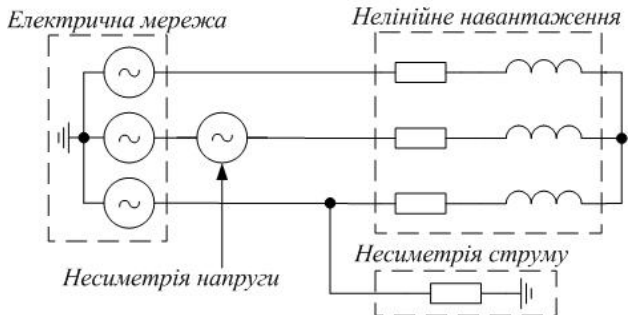 Електрична мережа
Нелінійне навантаження
Несиметрія струму
Несиметрія напруги